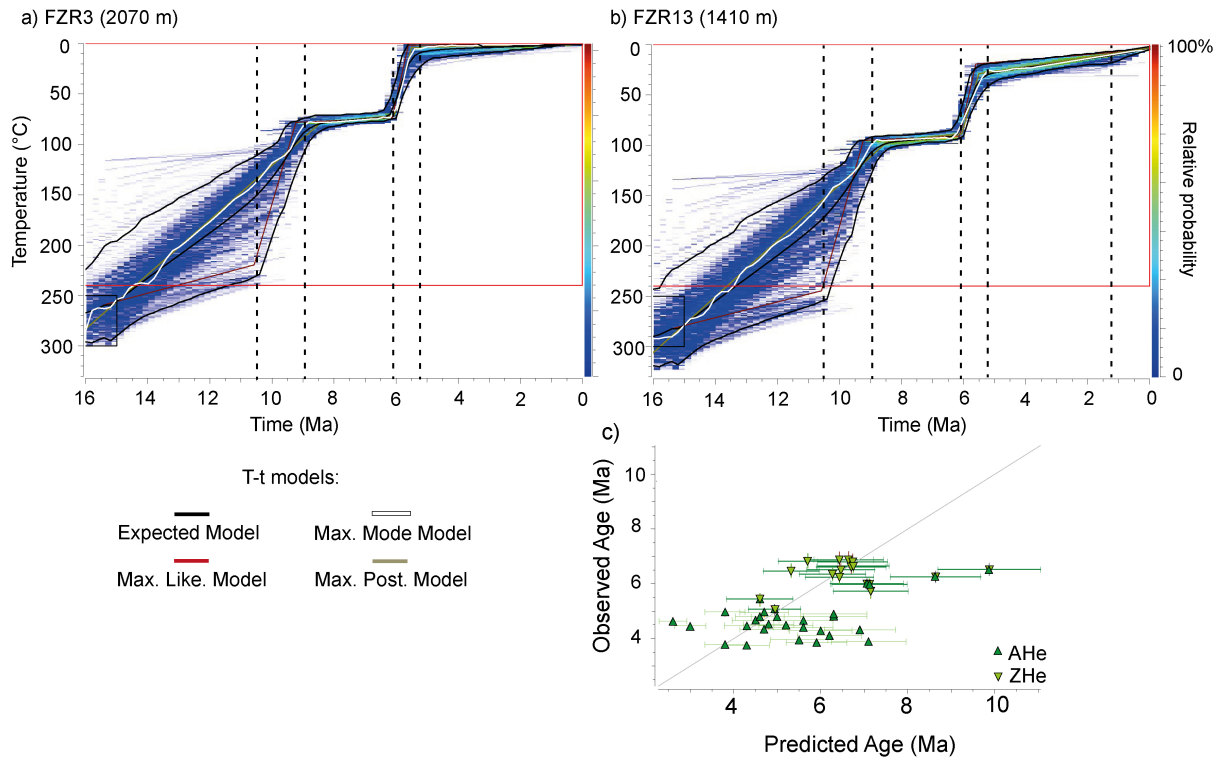 a) FZR3 (2070 m)
b) FZR13 (1410 m)
0
50
100
150
200
250
300
Temperature (°C)
16
14
12
10
8
6
4
2
0
Time (Ma)
0
50
100
150
200
250
300
16
14
12
10
8
6
4
2
0
Time (Ma)
100%
Relative probability
0
T-t models:
Expected Model
Max. Mode Model
Max. Like. Model
Max. Post. Model
c)
Observed Age (Ma)
10
8
6
4
4
6
8
10
AHe
ZHe
Predicted Age (Ma)